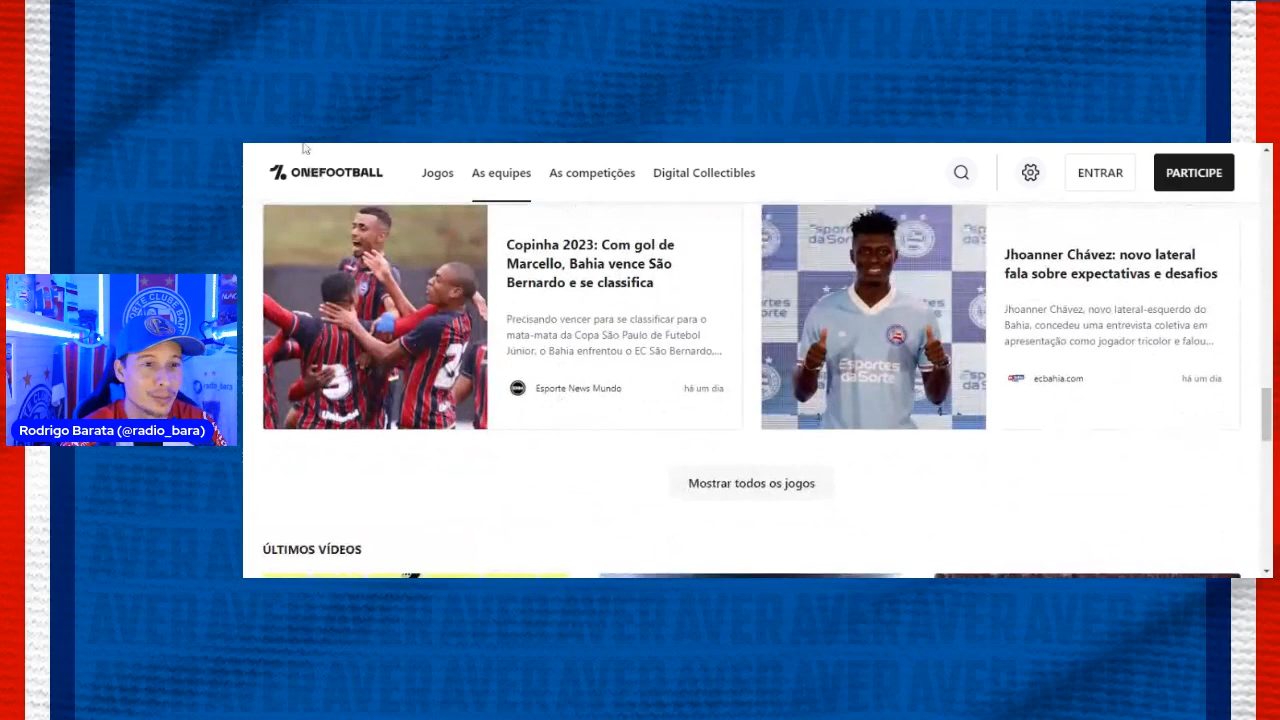 ONEFOOTBALL
Jogos
As equipes
As competições
Digital Collectibles
ENTRAR
PARTICIPE
Copinha 2023: Com gol de
Marcello, Bahia vence São
Bernardo e se classifica
Precisando vencer para se classificar para o
mata-mata da Copa São Paulo de Futebol
Júnior, o Bahia enfrentou o EC São Bernardo,...
Esporte News Mundo
há um dia
Esportes
da Sorte
Jhoanner Chávez: novo lateral
fala sobre expectativas e desafios
Jhoanner Chávez, novo lateral-esquerdo do
Bahia, concedeu uma entrevista coletiva em
apresentação como jogador tricolor e falou...
ecbahia.com
há um dia
radio_bara
Rodrigo Barata (@radio_bara)
Mostrar todos os jogos
ÚLTIMOS VÍDEOS